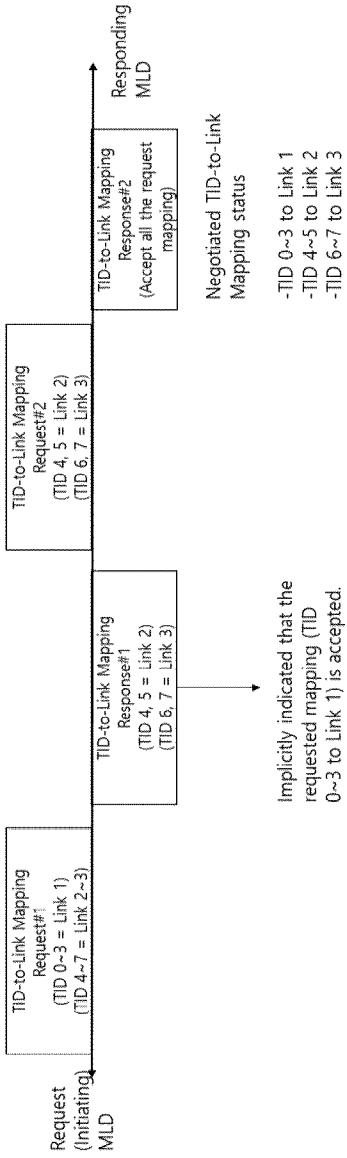 Request
(Initiating)
MLD
TID-to-Link Mapping
Request#1
(TID 0~3 = Link 1)
(TID 4~7 = Link 2~3)
TID-to-Link Mapping
Response#1
(TID 4, 5 = Link 2)
(TID 6, 7 = Link 3)
Implicitly indicated that the
requested mapping (TID
0~3 to Link 1) is accepted.
TID-to-Link Mapping
Request#2
(TID 4, 5 = Link 2)
(TID 6, 7 = Link 3)
TID-to-Link Mapping
Response#2
(Accept all the request
mapping)
Responding
MLD
Negotiated TID-to-Link
Mapping status
-TID 0~3 to Link 1
-TID 4~5 to Link 2
-TID 6~7 to Link 3